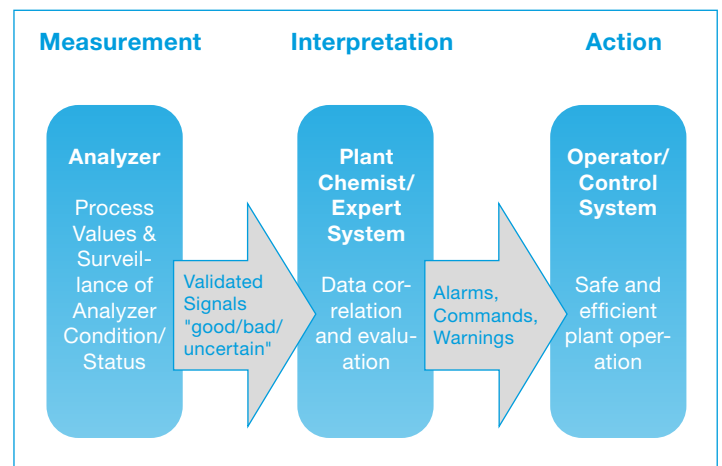 Measurement
Interpretation
Action
Analyzer
Process
Values &
Surveil-
lance of
Analyzer
Condition/
Status
Validated
Signals
"good/bad/
uncertain"
Plant
Chemist/
Expert
System
Data cor-
relation
and evalu-
ation
Alarms,
Commands,
Warnings
Operator/
Control
System
Safe and
efficient
plant oper-
ation